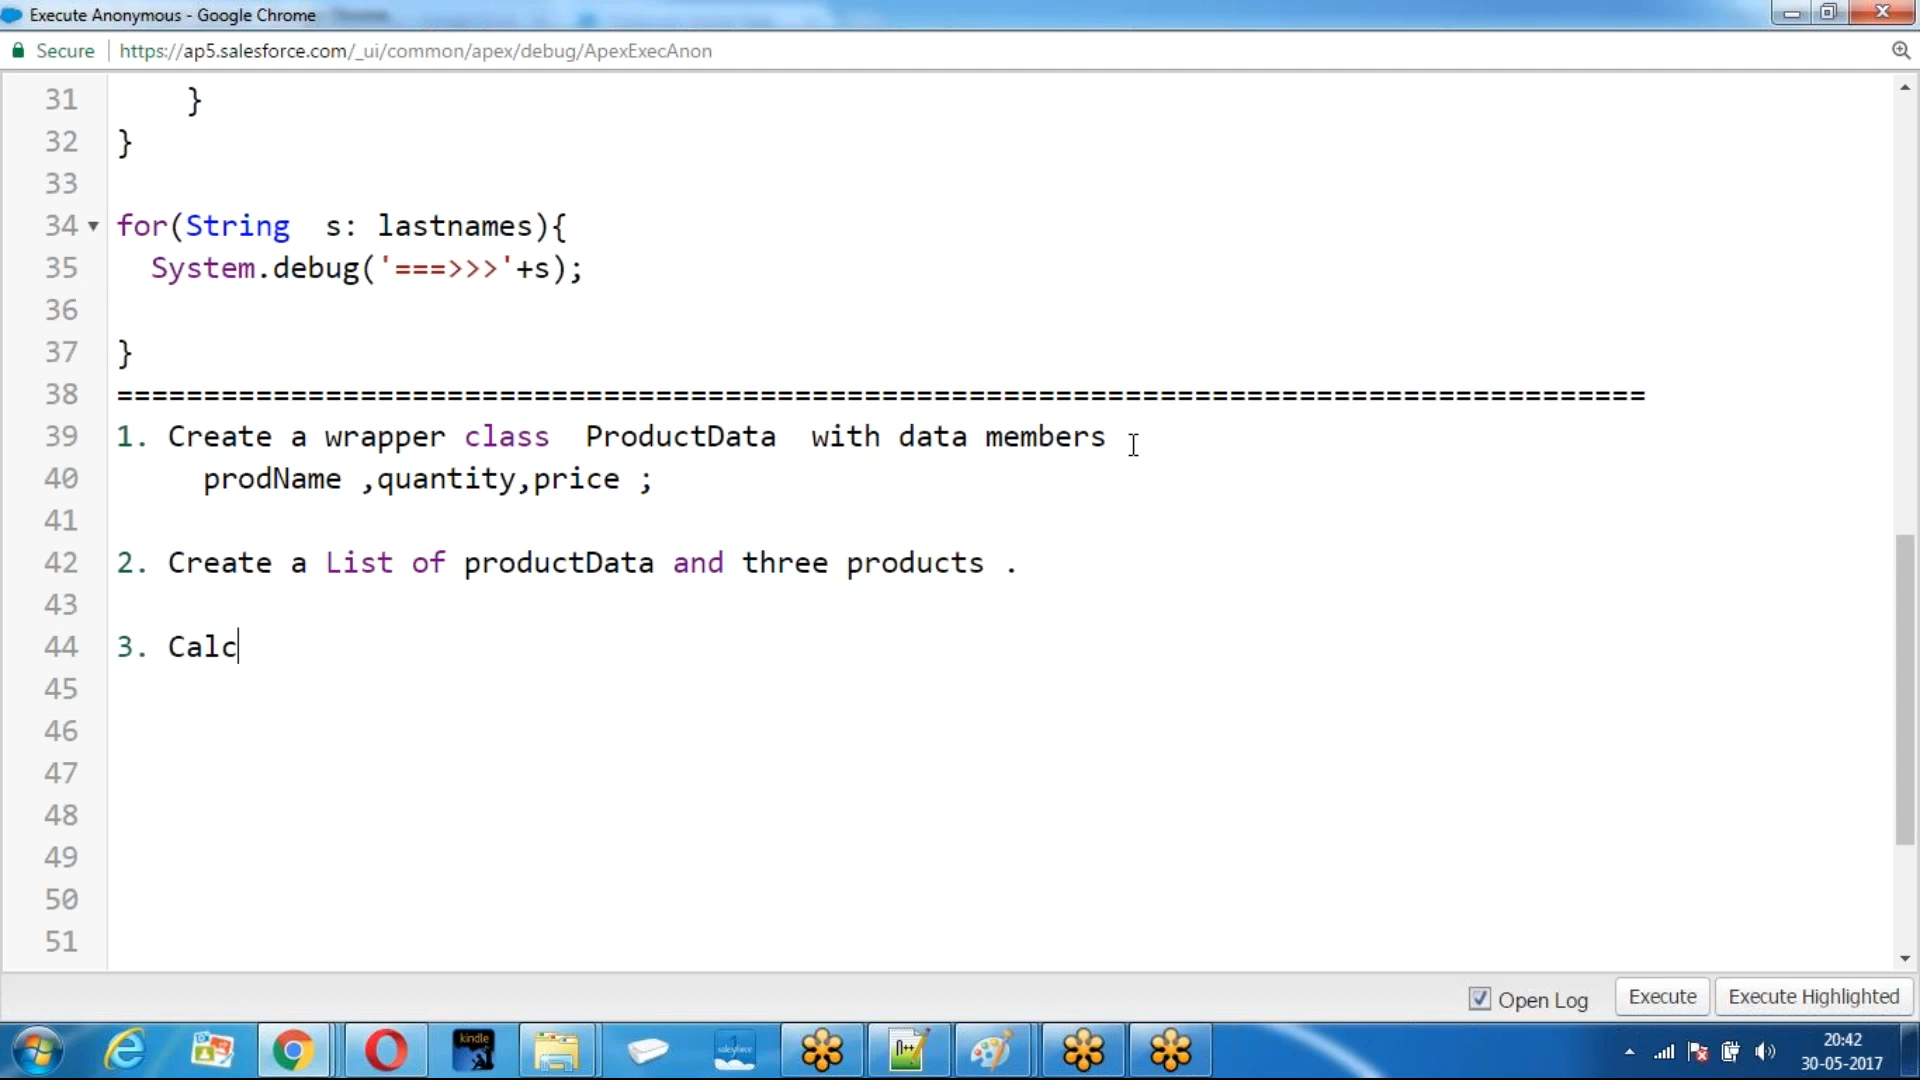 Execute Anonymous - Google Chrome
Secure https://ap5.salesforce.com/_ui/common/apex/debug/ApexExecAnon
31 }
32 }
33
34 for(String s: lastnames){
35 System.debug('===>>>'+s);
36
37 }
38 ========================================================================================
39 1. Create a wrapper class ProductData with data members
40 prodName ,quantity,price ;
41
42 2. Create a List of productData and three products .
43
44 3. Calc
45
46
47
48
49
50
51
Open Log Execute Execute Highlighted
kindle
salesforce
n++
20:42
30-05-2017